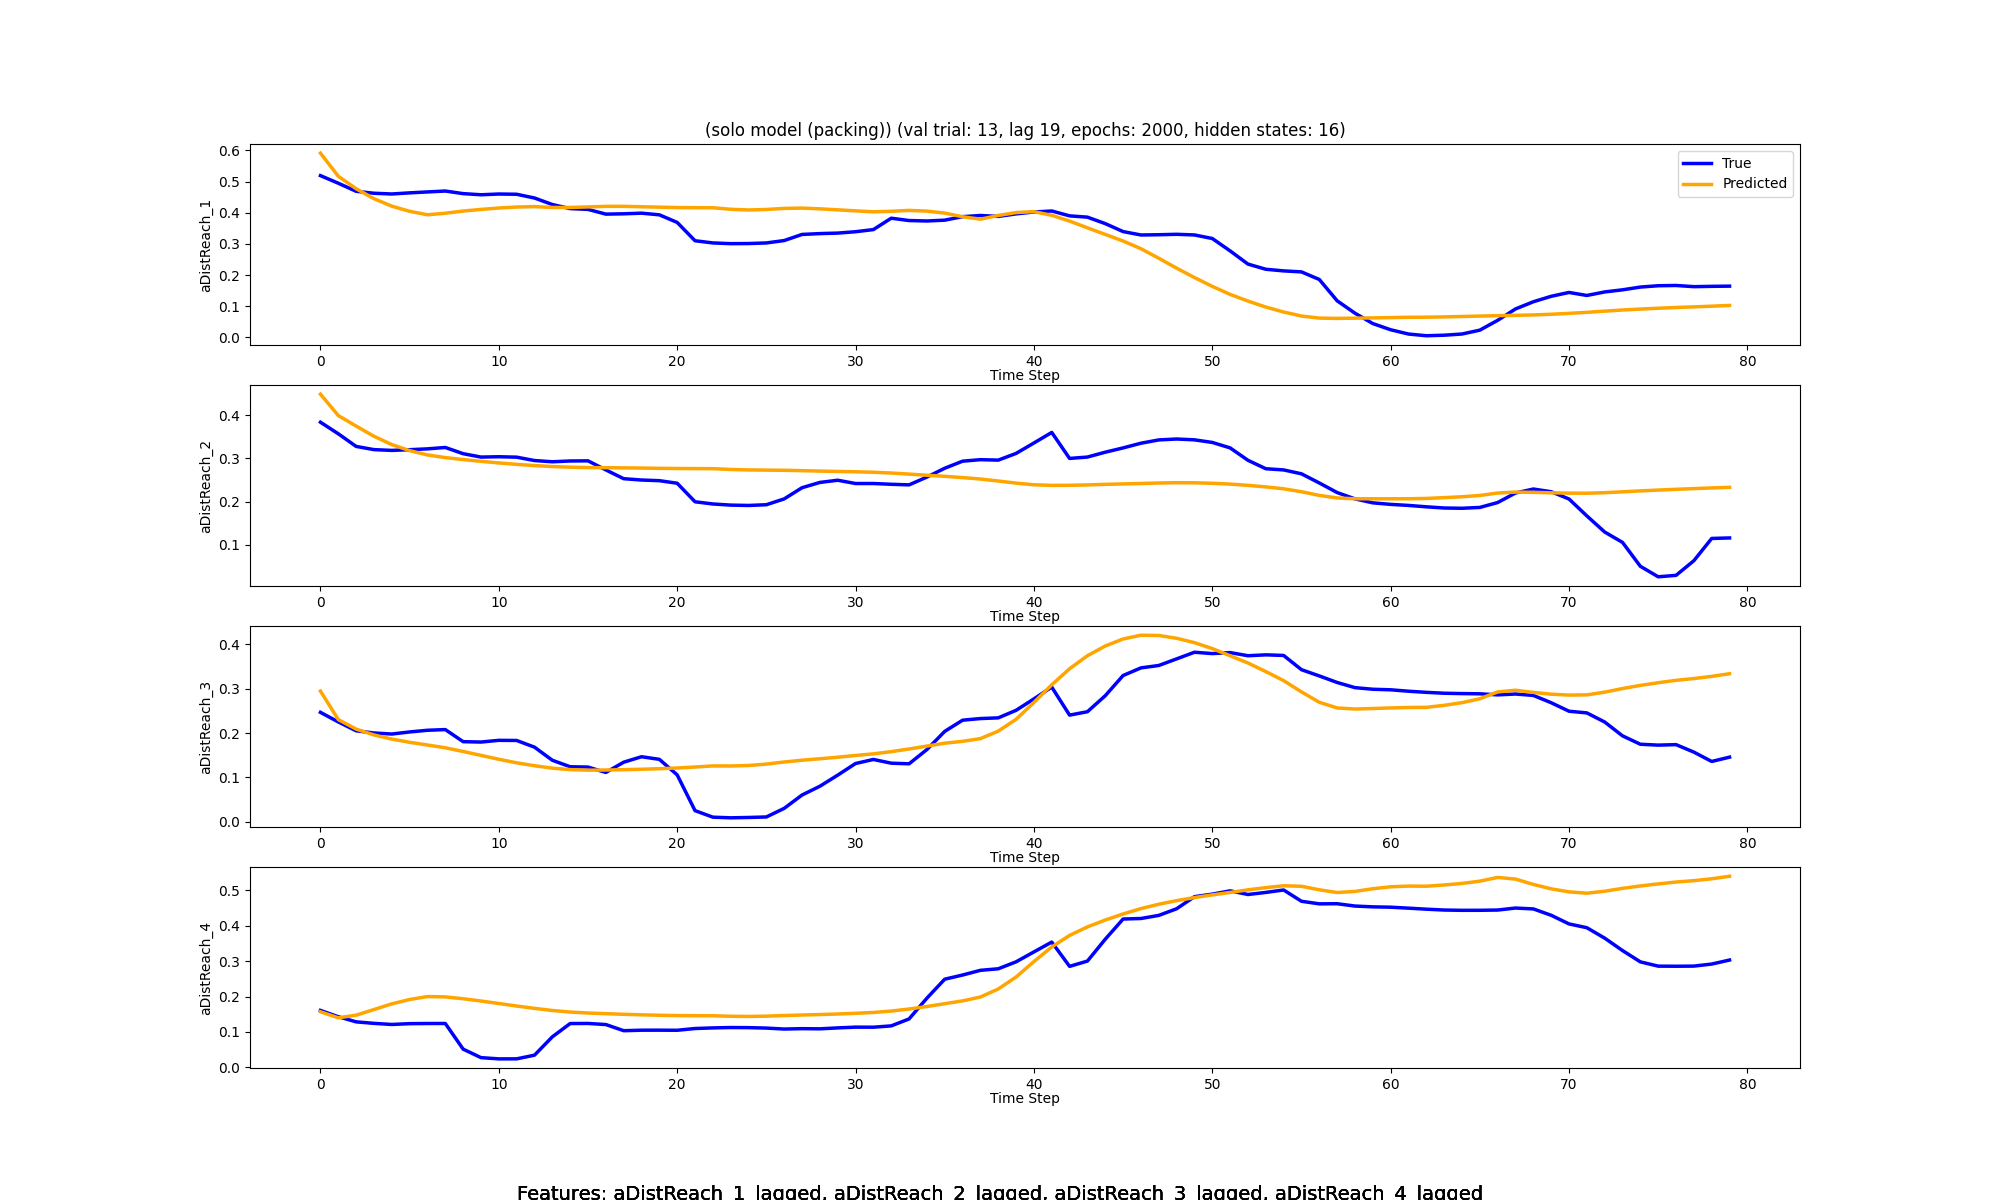 (solo model (packing)) (val trial: 13, lag 19, epochs: 2000, hidden states: 16)
True
Predicted
aDistReach_1
0.6
0.5
0.4
0.3
0.2
0.1
0.0
0 10 20 30 40 50 60 70 80
Time Step
aDistReach_2
0.4
0.3
0.2
0.1
0 10 20 30 40 50 60 70 80
Time Step
aDistReach_3
0.4
0.3
0.2
0.1
0.0
0 10 20 30 40 50 60 70 80
Time Step
aDistReach_4
0.5
0.4
0.3
0.2
0.1
0.0
0 10 20 30 40 50 60 70 80
Time Step
Features: aDistReach_1_lagged, aDistReach_2_lagged, aDistReach_3_lagged, aDistReach_4_lagged